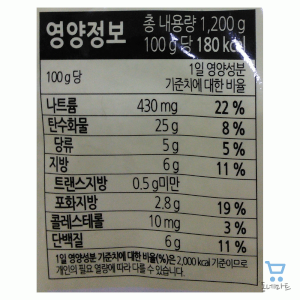 영양정보
총 내용량 1,200 g
100 g 당 180 kcal
100 g 당
1일 영양성분
기준치에 대한 비율
나트륨 430 mg 22 %
탄수화물 25 g 8 %
당류 5 g 5 %
지방 6 g 11 %
트랜스지방 0.5 g 미만
포화지방 2.8 g 19 %
콜레스테롤 10 mg 3 %
단백질 6 g 11 %
1일 영양성분 기준치에 대한 비율(%)은 2,000 kcal 기준이므로
개인의 필요 열량에 따라 다를 수 있습니다.